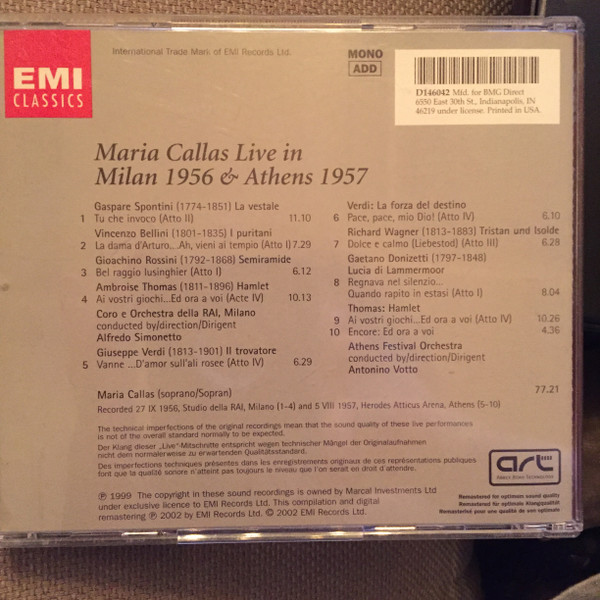 EMI
CLASSICS
International Trade Mark of EMI Records Ltd.
MONO
ADD
D146042 Mfd. for BMG Direct
6550 East 30th St., Indianapolis, IN
46219 under license. Printed in USA.
Maria Callas Live in
Milan 1956 & Athens 1957
Gaspare Spontini (1774-1851) La vestale
1 Tu che invoco (Atto II) 11.10
Vincenzo Bellini (1801-1835) I puritani
2 La dama d'Arturo...Ah, vieni al tempio (Atto I) 7.29
Gioachino Rossini (1792-1868) Semiramide
3 Bel raggio lusinghier (Atto I) 6.12
Ambroise Thomas (1811-1896) Hamlet
4 Ai vostri giochi...Ed ora a voi (Acte IV) 10.13
Coro e Orchestra della RAI, Milano
conducted by/direction/Dirigent
Alfredo Simonetto
Giuseppe Verdi (1813-1901) Il trovatore
5 Vanne ...D'amor sull'ali rosee (Atto IV) 6.29
Verdi: La forza del destino
6 Pace, pace, mio Dio! (Atto IV) 6.10
Richard Wagner (1813-1883) Tristan und Isolde
7 Dolce e calmo (Liebestod) (Atto III) 6.28
Gaetano Donizetti (1797-1848)
Lucia di Lammermoor
8 Regnava nel silenzio...
Quando rapito in estasi (Atto I) 8.04
Thomas: Hamlet
9 Ai vostri giochi...Ed ora a voi (Atto IV) 10.26
10 Encore: Ed ora a voi 4.36
Athens Festival Orchestra
conducted by/direction/Dirigent
Antonino Votto
Maria Callas (soprano/Sopran) 77.21
Recorded 27 IX 1956, Studio della RAI, Milano (1-4) and 5 VIII 1957, Herodes Atticus Arena, Athens (5-10)
The technical imperfections of the original recordings mean that the sound quality of these live performances
is not of the overall standard normally to be expected.
Der Klang dieser „Live"-Mitschnitte entspricht wegen technischer Mängel der Originalaufnahmen
nicht dem normalerweise zu erwarteten Qualitätsstandard.
Des imperfections techniques présentes dans les enregistrements originaux de ces représentations publiques
font que la qualité sonore n'atteint pas toujours le niveau que l'on serait en droit d'attendre.
art
ABBEY ROAD TECHNOLOGY
Remastered for optimum sound quality
Remastered für optimale Klangqualität
Remasterisé pour une qualité de son optimale
℗ 1999 The copyright in these sound recordings is owned by Marcal Investments Ltd
under exclusive licence to EMI Records Ltd. This compilation and digital
remastering ℗ 2002 by EMI Records Ltd. © 2002 EMI Records Ltd.